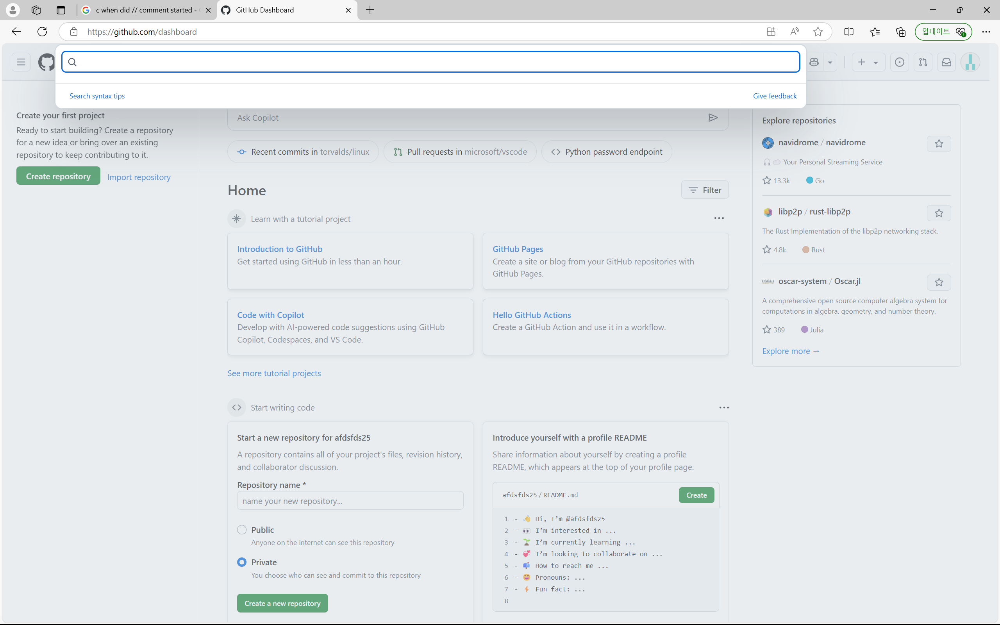 c when did // comment started -
GitHub Dashboard
https://github.com/dashboard
업데이트
Search syntax tips
Give feedback
Create your first project
Ready to start building? Create a repository
for a new idea or bring over an existing
repository to keep contributing to it.
Create repository
Import repository
Ask Copilot
Recent commits in torvalds/linux
Pull requests in microsoft/vscode
Python password endpoint
Home
Filter
Learn with a tutorial project
Introduction to GitHub
Get started using GitHub in less than an hour.
GitHub Pages
Create a site or blog from your GitHub repositories with
GitHub Pages.
Code with Copilot
Develop with AI-powered code suggestions using GitHub
Copilot, Codespaces, and VS Code.
Hello GitHub Actions
Create a GitHub Action and use it in a workflow.
See more tutorial projects
Start writing code
Start a new repository for afdsfds25
A repository contains all of your project's files, revision history,
and collaborator discussion.
Repository name *
name your new repository...
Public
Anyone on the internet can see this repository
Private
You choose who can see and commit to this repository
Create a new repository
Introduce yourself with a profile README
Share information about yourself by creating a profile
README, which appears at the top of your profile page.
afdsfds25 / README.md
Create
1 - 👋 Hi, I’m @afdsfds25
2 - 👀 I’m interested in ...
3 - 🌱 I’m currently learning ...
4 - 💞️ I’m looking to collaborate on ...
5 - 📫 How to reach me ...
6 - 😄 Pronouns: ...
7 - ⚡ Fun fact: ...
8
Explore repositories
navidrome / navidrome
🎧☁️ Your Personal Streaming Service
13.3k
Go
libp2p / rust-libp2p
The Rust Implementation of the libp2p networking stack.
4.8k
Rust
OSCAR
oscar-system / Oscar.jl
A comprehensive open source computer algebra system for
computations in algebra, geometry, and number theory.
389
Julia
Explore more →